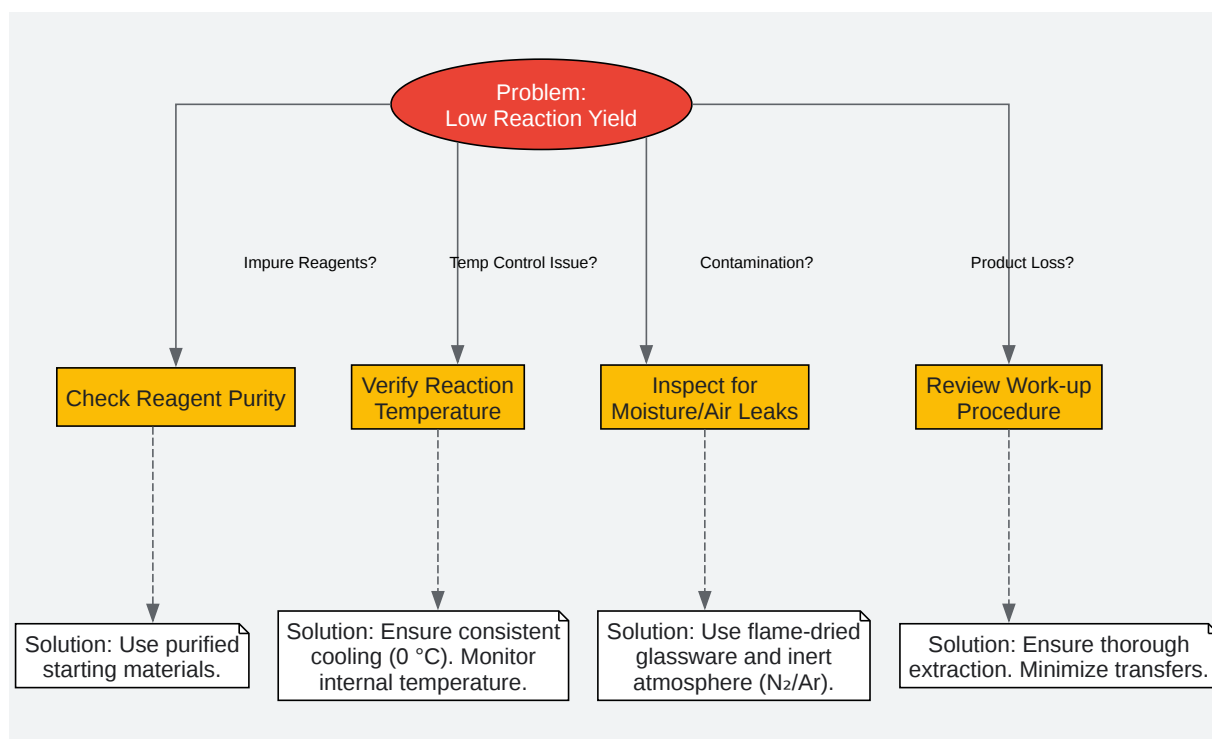 Problem:
Low Reaction Yield
Impure Reagents?
Temp Control Issue?
Contamination?
Product Loss?
Check Reagent Purity
Verify Reaction
Temperature
Inspect for
Moisture/Air Leaks
Review Work-up
Procedure
Solution: Use purified
starting materials.
Solution: Ensure consistent
cooling (0 °C). Monitor
internal temperature.
Solution: Use flame-dried
glassware and inert
atmosphere (N₂/Ar).
Solution: Ensure thorough
extraction. Minimize transfers.